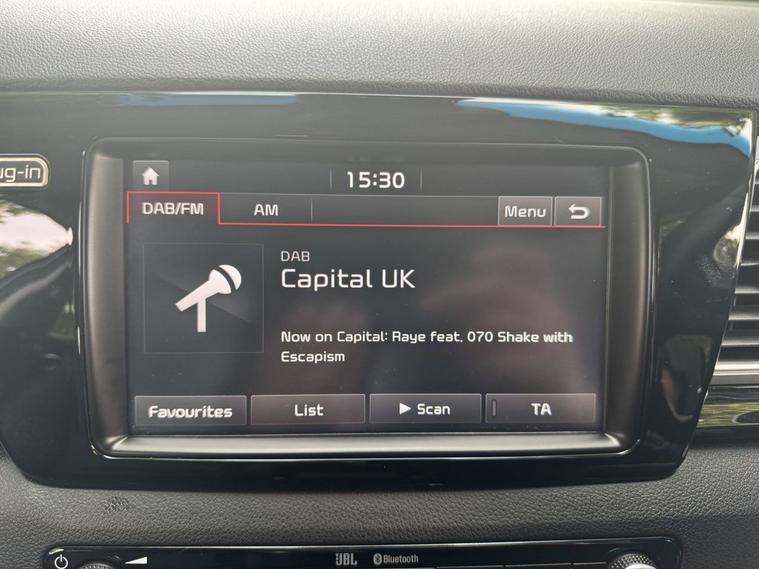 ug-in
15:30
DAB/FM AM Menu
DAB
Capital UK
Now on Capital: Raye feat. 070 Shake with
Escapism
Favourites List Scan TA
JBL Bluetooth